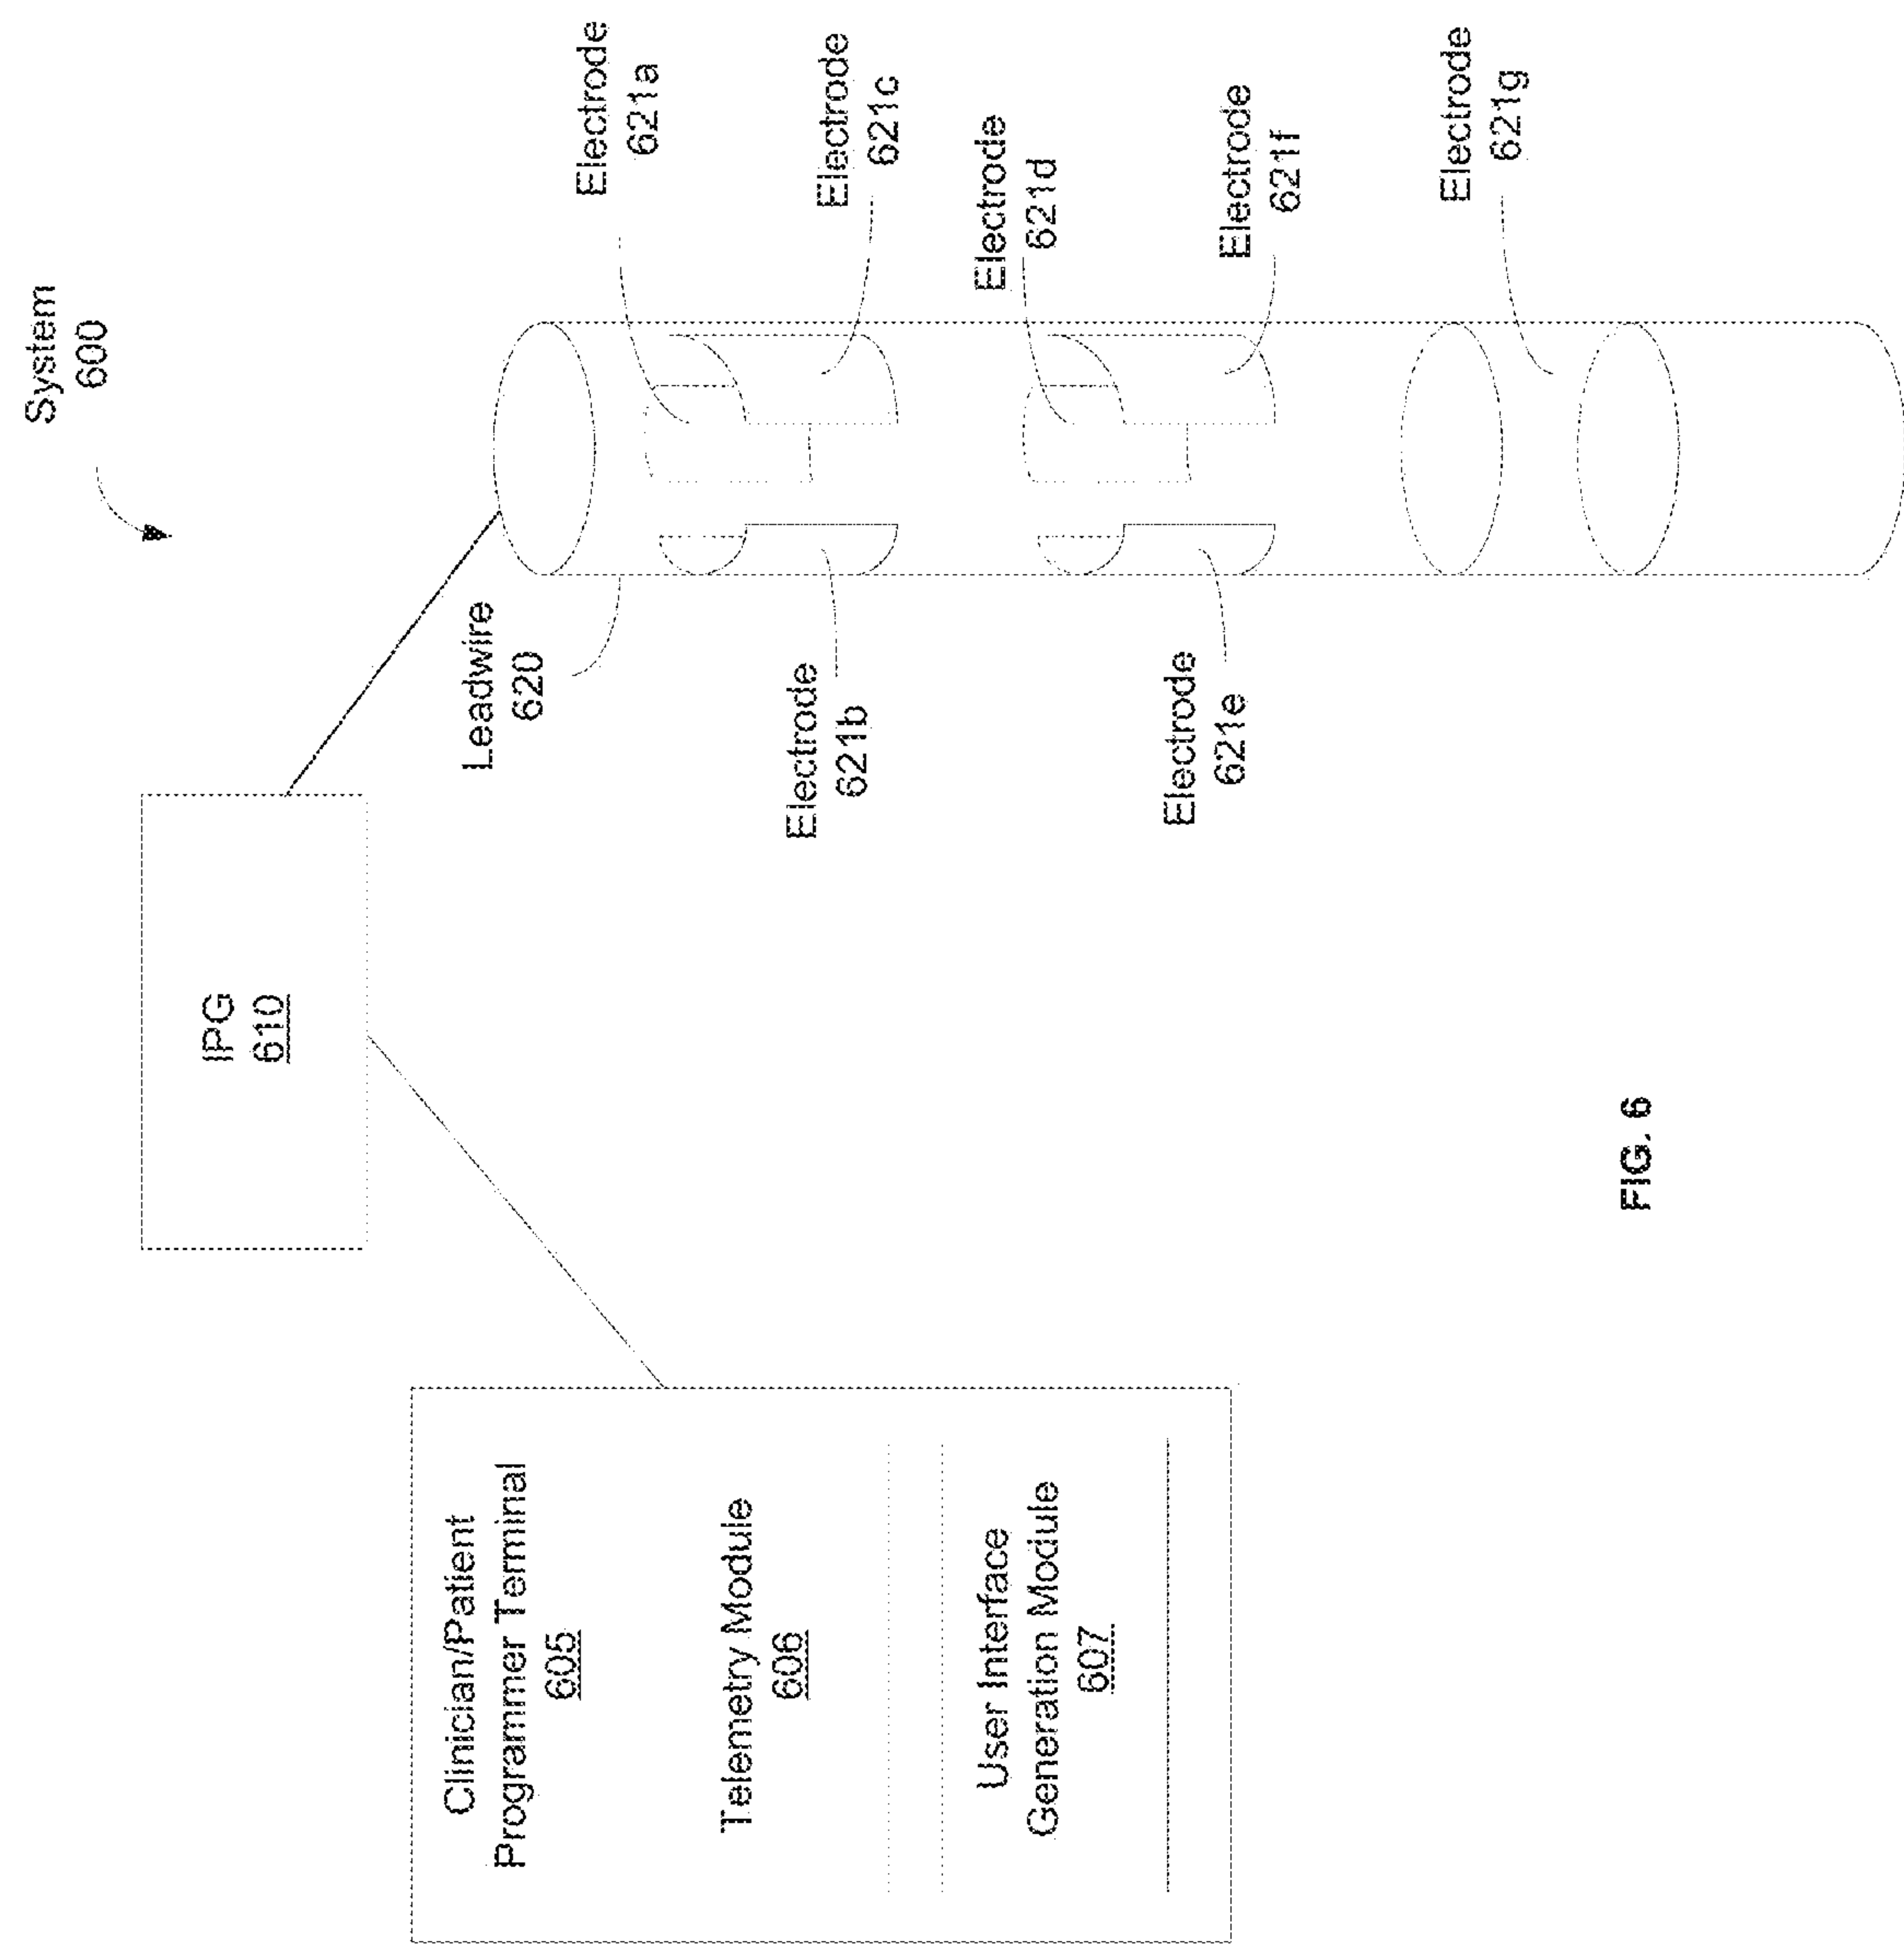 System
600
IPG
610
Clinician/Patient
Programmer Terminal
605
Telemetry Module
606
User Interface
Generation Module
607
Leadwire
620
Electrode
621a
Electrode
621b
Electrode
621c
Electrode
621d
Electrode
621e
Electrode
621f
Electrode
621g
FIG. 6